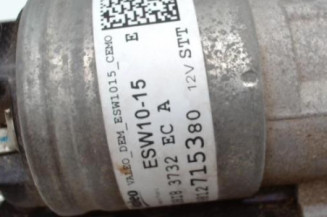 VALEO_DEM_ESW1015_CEMO
ESW10-15 E
3732 EC A
715380 12V STT